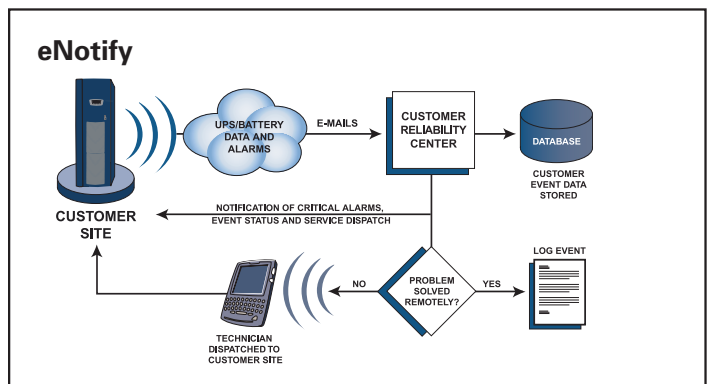 eNotify
UPS/BATTERY
DATA AND
ALARMS
E-MAILS
CUSTOMER
RELIABILITY
CENTER
DATABASE
CUSTOMER
EVENT DATA
STORED
CUSTOMER
SITE
NOTIFICATION OF CRITICAL ALARMS,
EVENT STATUS AND SERVICE DISPATCH
LOG EVENT
NO
PROBLEM
SOLVED
REMOTELY?
YES
TECHNICIAN
DISPATCHED TO
CUSTOMER SITE